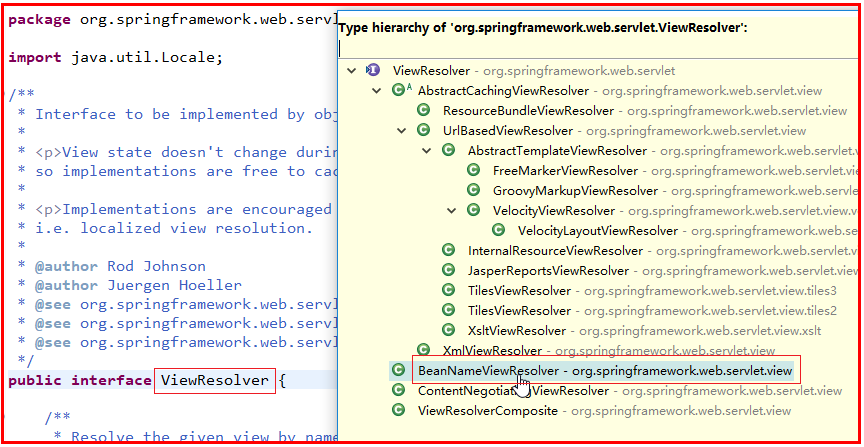 package org.springframework.web.servl
import java.util.Locale;
/**
* Interface to be implemented by obj
*
* <p>View state doesn't change durin
* so implementations are free to cac
*
* <p>Implementations are encouraged
* i.e. localized view resolution.
*
* @author Rod Johnson
* @author Juergen Hoeller
* @see org.springframework.web.servl
* @see org.springframework.web.servl
* @see org.springframework.web.servl
*/
public interface ViewResolver {
/**
* Resolve the given view by name
Type hierarchy of 'org.springframework.web.servlet.ViewResolver':
ViewResolver - org.springframework.web.servlet
AbstractCachingViewResolver - org.springframework.web.servlet.view
ResourceBundleViewResolver - org.springframework.web.servlet.view
UrlBasedViewResolver - org.springframework.web.servlet.view
AbstractTemplateViewResolver - org.springframework.web.servlet.view
FreeMarkerViewResolver - org.springframework.web.servlet.vie
GroovyMarkupViewResolver - org.springframework.web.servlet.v
VelocityViewResolver - org.springframework.web.servlet.view.v
VelocityLayoutViewResolver - org.springframework.web.se
InternalResourceViewResolver - org.springframework.web.servlet.view
JasperReportsViewResolver - org.springframework.web.servlet.view.
TilesViewResolver - org.springframework.web.servlet.view.tiles3
TilesViewResolver - org.springframework.web.servlet.view.tiles2
XsltViewResolver - org.springframework.web.servlet.view.xslt
XmlViewResolver - org.springframework.web.servlet.view
BeanNameViewResolver - org.springframework.web.servlet.view
ContentNegotiatingViewResolver - org.springframework.web.servlet.view
ViewResolverComposite - org.springframework.web.servlet.view